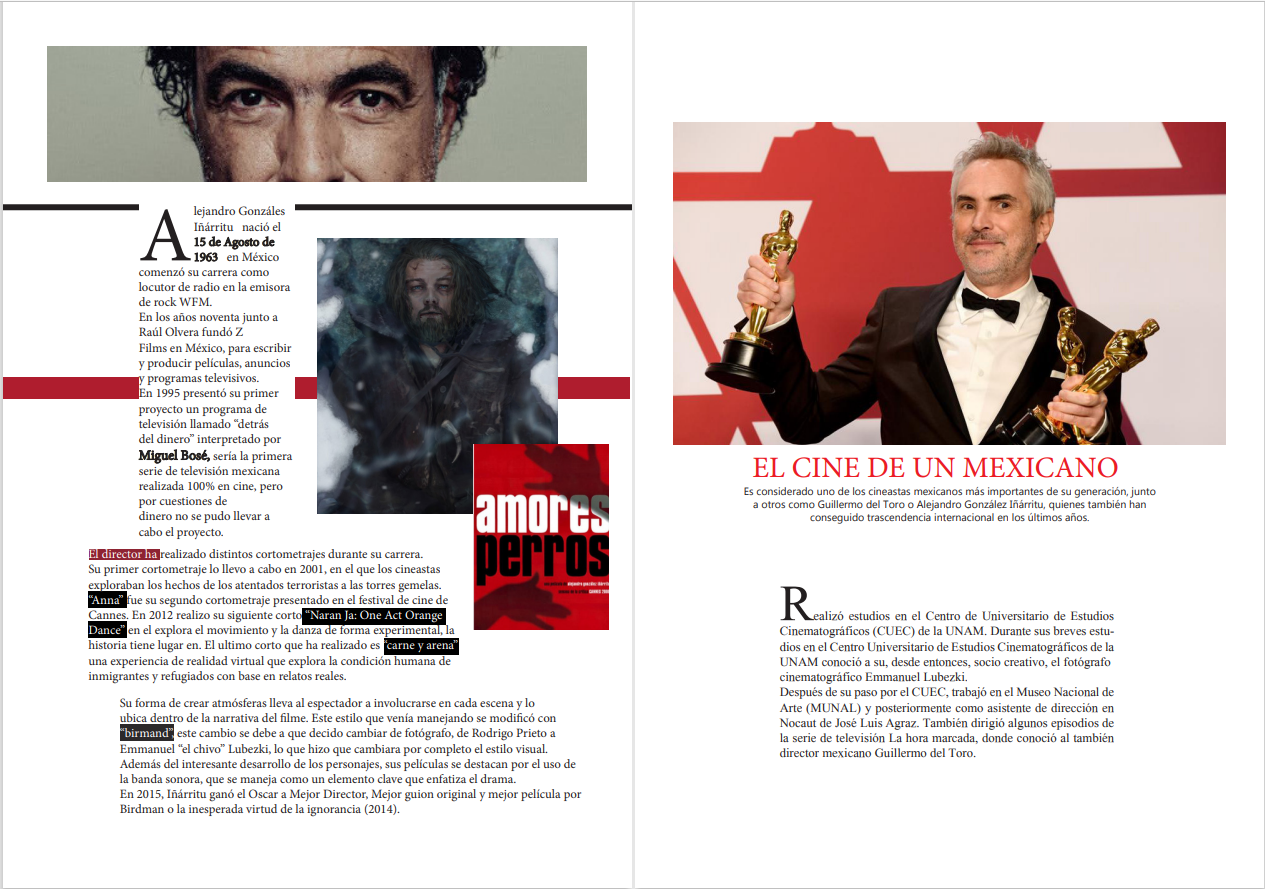 Alejandro Gonzáles
Iñárritu nació el
15 de Agosto de
1963 en México
comenzó su carrera como
locutor de radio en la emisora
de rock WFM.
En los años noventa junto a
Raúl Olvera fundó Z
Films en México, para escribir
y producir películas, anuncios
y programas televisivos.
En 1995 presentó su primer
proyecto un programa de
televisión llamado “detrás
del dinero” interpretado por
Miguel Bosé, sería la primera
serie de televisión mexicana
realizada 100% en cine, pero
por cuestiones de
dinero no se pudo llevar a
cabo el proyecto.
amores
perros
El director ha realizado distintos cortometrajes durante su carrera.
Su primer cortometraje lo llevo a cabo en 2001, en el que los cineastas
exploraban los hechos de los atentados terroristas a las torres gemelas.
“Anna” fue su segundo cortometraje presentado en el festival de cine de
Cannes. En 2012 realizo su siguiente corto “Naran Ja: One Act Orange
Dance” en el explora el movimiento y la danza de forma experimental, la
historia tiene lugar en. El ultimo corto que ha realizado es “carne y arena”
una experiencia de realidad virtual que explora la condición humana de
inmigrantes y refugiados con base en relatos reales.
Su forma de crear atmósferas lleva al espectador a involucrarse en cada escena y lo
ubica dentro de la narrativa del filme. Este estilo que venía manejando se modificó con
“birmand”, este cambio se debe a que decido cambiar de fotógrafo, de Rodrigo Prieto a
Emmanuel “el chivo” Lubezki, lo que hizo que cambiara por completo el estilo visual.
Además del interesante desarrollo de los personajes, sus películas se destacan por el uso de
la banda sonora, que se maneja como un elemento clave que enfatiza el drama.
En 2015, Iñárritu ganó el Oscar a Mejor Director, Mejor guion original y mejor película por
Birdman o la inesperada virtud de la ignorancia (2014).
EL CINE DE UN MEXICANO
Es considerado uno de los cineastas mexicanos más importantes de su generación, junto
a otros como Guillermo del Toro o Alejandro González Iñárritu, quienes también han
conseguido trascendencia internacional en los últimos años.
Realizó estudios en el Centro de Universitario de Estudios
Cinematográficos (CUEC) de la UNAM. Durante sus breves estu-
dios en el Centro Universitario de Estudios Cinematográficos de la
UNAM conoció a su, desde entonces, socio creativo, el fotógrafo
cinematográfico Emmanuel Lubezki.
Después de su paso por el CUEC, trabajó en el Museo Nacional de
Arte (MUNAL) y posteriormente como asistente de dirección en
Nocaut de José Luis Agraz. También dirigió algunos episodios de
la serie de televisión La hora marcada, donde conoció al también
director mexicano Guillermo del Toro.